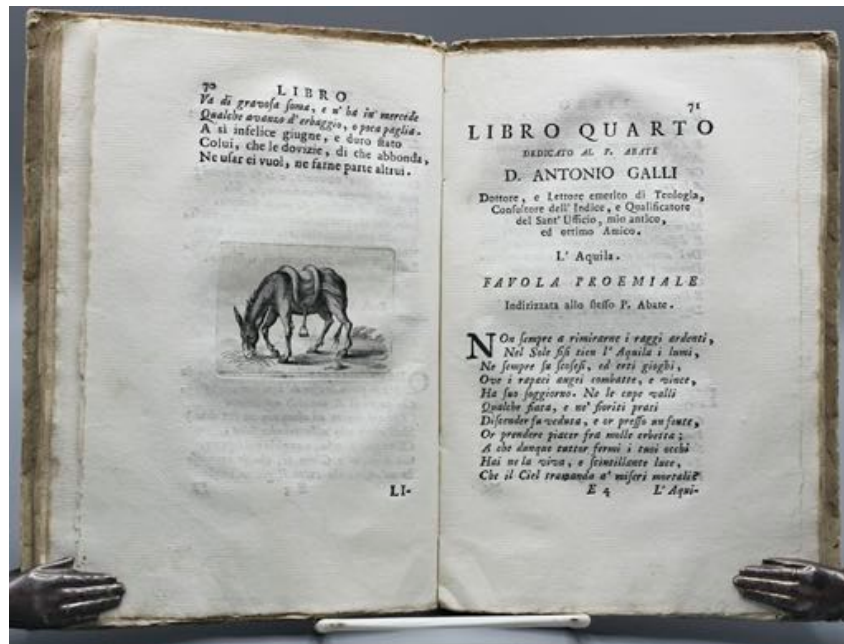 70 LIBRO
Va di gravosa soma, e n' ha in' mercede
Qualche avanzo d'erbaggio, o poca paglia.
A sì infelice giugne, e duro stato
Colui, che le dovizie, di che abbonda,
Ne usar ei vuol, ne farne parte altrui.
LI-
71
LIBRO QUARTO
DEDICATO AL P. ABATE
D. ANTONIO GALLI
Dottore, e Lettore emerito di Teologia,
Consultore dell' Indice, e Qualificatore
del Sant' Ufficio, mio antico,
ed ottimo Amico.
L' Aquila.
FAVOLA PROEMIALE
Indirizzata allo stesso P. Abate.
NOn sempre a rimirarne i raggi ardenti,
Nel Sole fisi tien l' Aquila i lumi,
Ne sempre su scoscesi, ed erti gioghi,
Ove i rapaci augei combatte, e vince,
Ha suo soggiorno. Ne le cupe valli
Qualche fiata, e ne' fioriti prati
Discender fu veduta, e or presso un fonte,
Or prendere piacer fra molle erbetta;
A che dunque tuttor fermi i tuoi occhi
Hai ne la viva, e scintillante luce,
Che il Ciel tramanda a' miseri mortali?
E 4 L' Aqui-